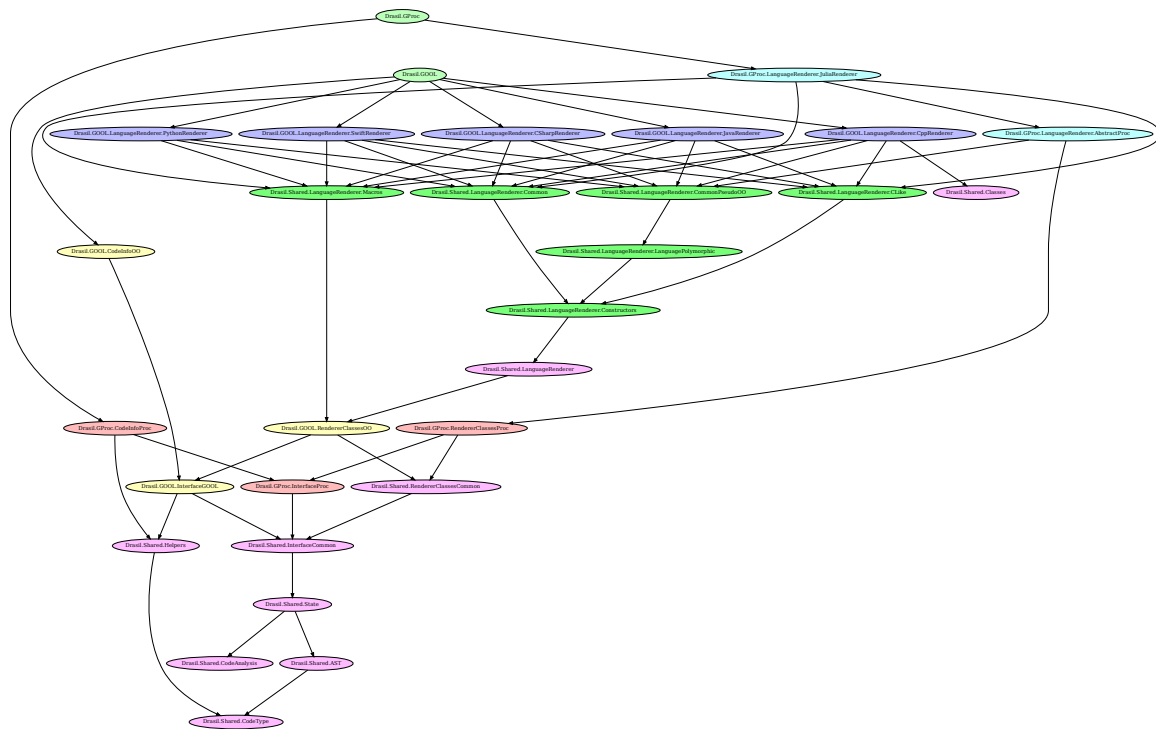 Drasil.GProc
Drasil.GOOL
Drasil.GProc.LanguageRenderer.JuliaRenderer
Drasil.GOOL.LanguageRenderer.PythonRenderer
Drasil.GOOL.LanguageRenderer.SwiftRenderer
Drasil.GOOL.LanguageRenderer.CSharpRenderer
Drasil.GOOL.LanguageRenderer.JavaRenderer
Drasil.GOOL.LanguageRenderer.CppRenderer
Drasil.GProc.LanguageRenderer.AbstractProc
Drasil.Shared.LanguageRenderer.Macros
Drasil.Shared.LanguageRenderer.Common
Drasil.Shared.LanguageRenderer.CommonPseudoOO
Drasil.Shared.LanguageRenderer.CLike
Drasil.Shared.Classes
Drasil.GOOL.CodeInfoOO
Drasil.Shared.LanguageRenderer.LanguagePolymorphic
Drasil.Shared.LanguageRenderer.Constructors
Drasil.Shared.LanguageRenderer
Drasil.GProc.CodeInfoProc
Drasil.GOOL.RendererClassesOO
Drasil.GProc.RendererClassesProc
Drasil.GOOL.InterfaceGOOL
Drasil.GProc.InterfaceProc
Drasil.Shared.RendererClassesCommon
Drasil.Shared.Helpers
Drasil.Shared.InterfaceCommon
Drasil.Shared.State
Drasil.Shared.CodeAnalysis
Drasil.Shared.AST
Drasil.Shared.CodeType